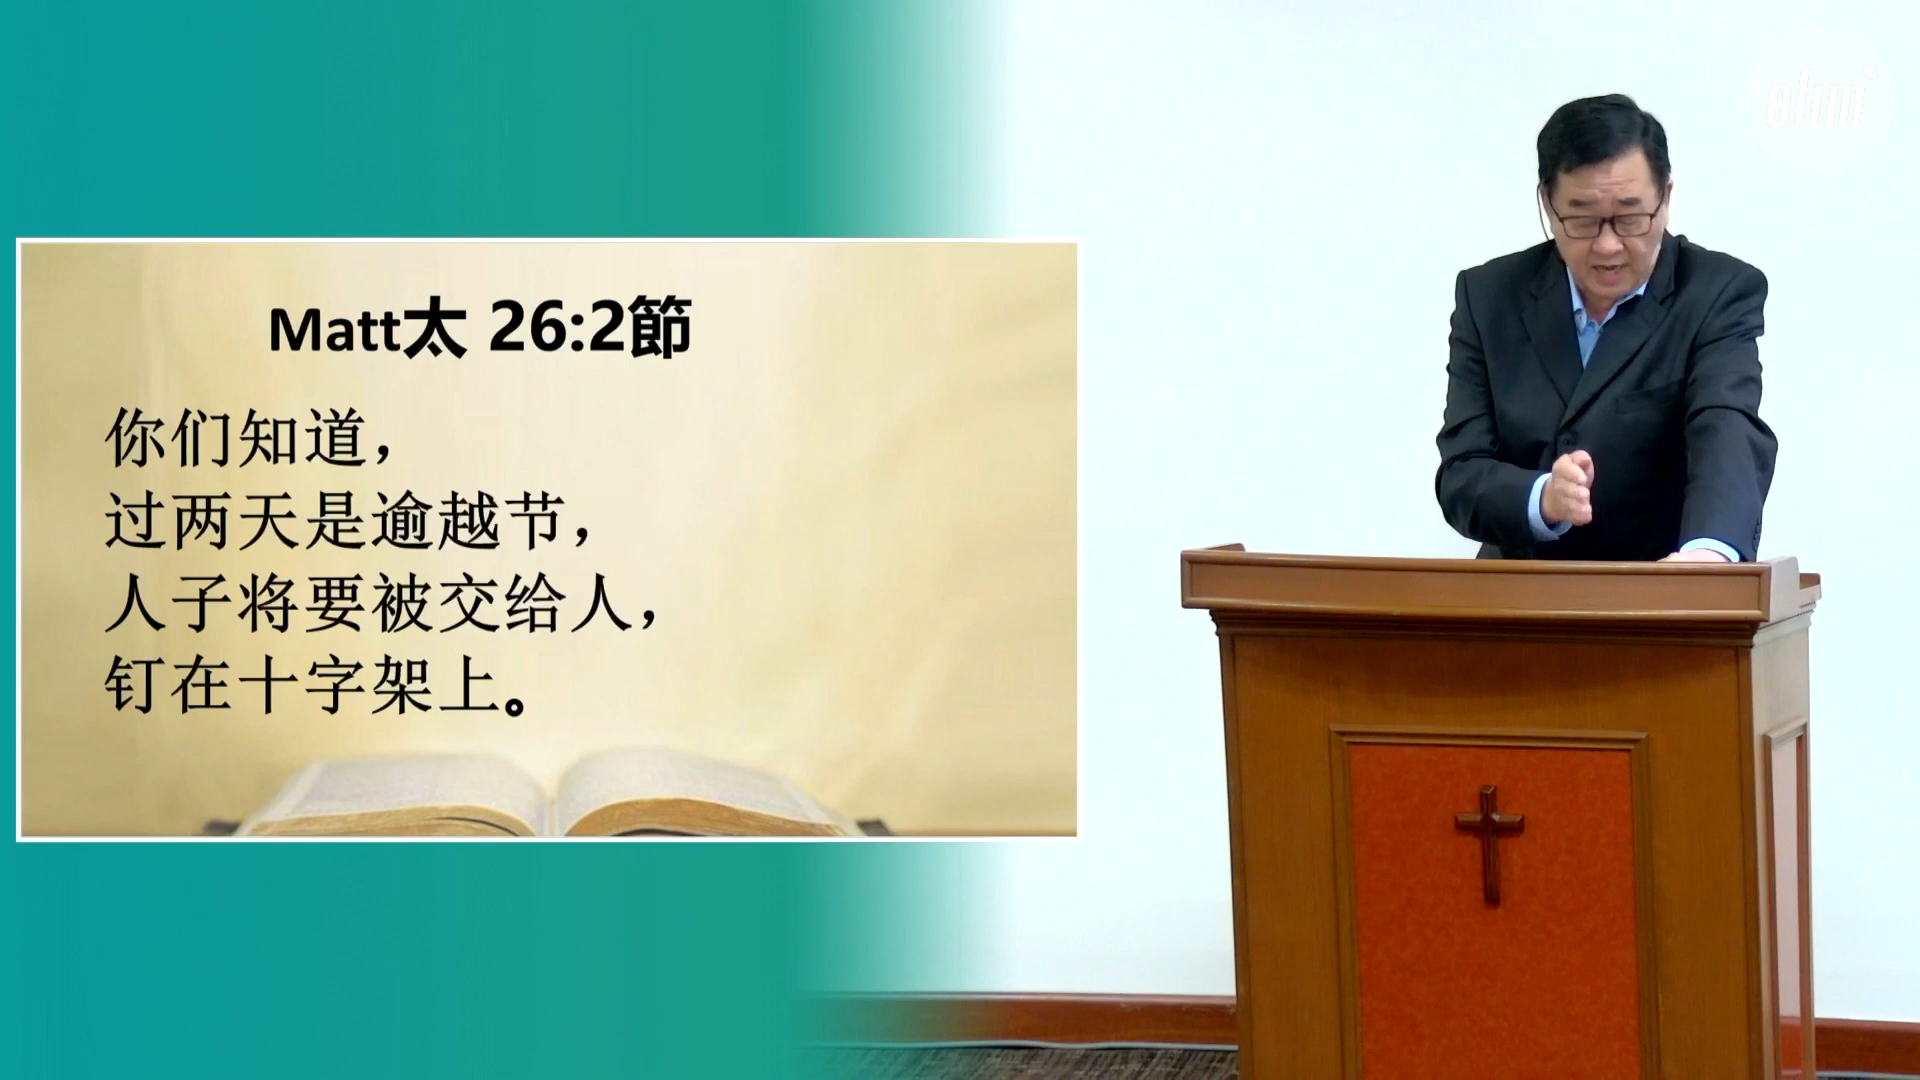 Matt太 26:2節
你们知道，
过两天是逾越节，
人子将要被交给人，
钉在十字架上。
elim